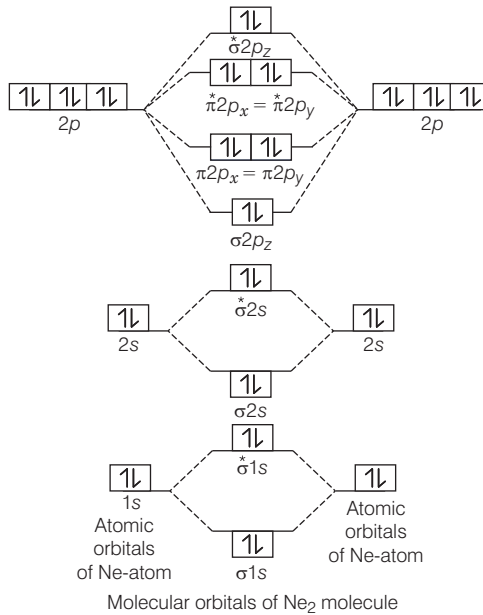 ⥮
σ*2pz
⥮ ⥮
π*2px = π*2py
⥮ ⥮ ⥮
2p
⥮ ⥮ ⥮
2p
⥮ ⥮
π2px = π2py
⥮
σ2pz
⥮
σ*2s
⥮
2s
⥮
2s
⥮
σ2s
⥮
σ*1s
⥮
1s
Atomic
orbitals
of Ne-atom
⥮
Atomic
orbitals
of Ne-atom
⥮
σ1s
Molecular orbitals of Ne₂ molecule